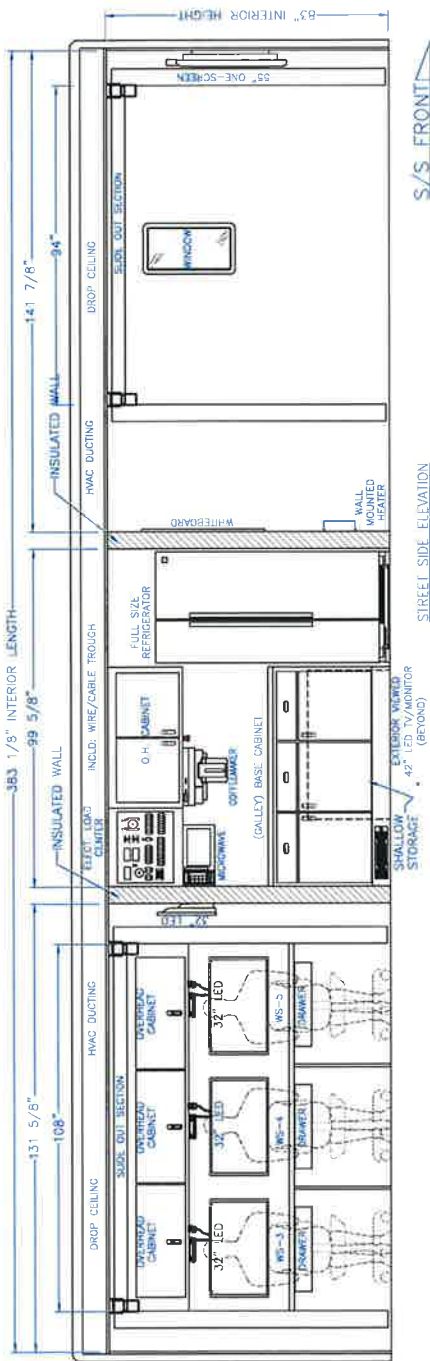 383 1/8" INTERIOR LENGTH
131 5/8"
99 5/8"
141 7/8"
108"
INSULATED WALL
INSULATED WALL
94"
DROP CEILING
HVAC DUCTING
ELECT. LOAD
CENTER
INCLD: WIRE/CABLE TROUGH
HVAC DUCTING
DROP CEILING
83" INTERIOR
HEIGHT
SLIDE OUT SECTION
SLIDE OUT SECTION
OVERHEAD
CABINET
OVERHEAD
CABINET
OVERHEAD
CABINET
32" LED
O.H. CABINET
FULL SIZE
REFRIGERATOR
WHITEBOARD
WINDOW
55" ONE-SCREEN
32" LED
32" LED
32" LED
MICROWAVE
COFFEEMAKER
WS-3
WS-4
WS-5
(GALLEY) BASE CABINET
WALL
MOUNTED
HEATER
DRAWER
DRAWER
DRAWER
SHALLOW
STORAGE
EXTERIOR VIEWED
42" LED TV/MONITOR
(BEYOND)
STREET SIDE ELEVATION
S/S FRONT